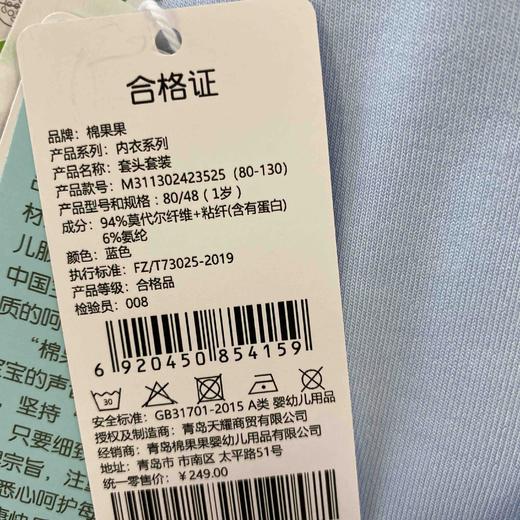 合格证
品牌: 棉果果
产品系列: 内衣系列
产品名称: 套头套装
产品款号: M311302423525 (80-130)
产品型号和规格: 80/48 (1岁)
成分: 94%莫代尔纤维+粘纤(含有蛋白)
6%氨纶
颜色: 蓝色
执行标准: FZ/T73025-2019
产品等级: 合格品
检验员: 008
6 920450 854159
30
安全标准: GB31701-2015 A类 婴幼儿用品
授权及制造商: 青岛天耀商贸有限公司
经销商: 青岛棉果果婴幼儿用品有限公司
地址: 青岛市 市南区 太平路51号
统一零售价: ¥249.00
材
儿服
中国
质的呵
“棉果
宝宝的声
坚持
只要细致
宗旨，注
悉心呵护每